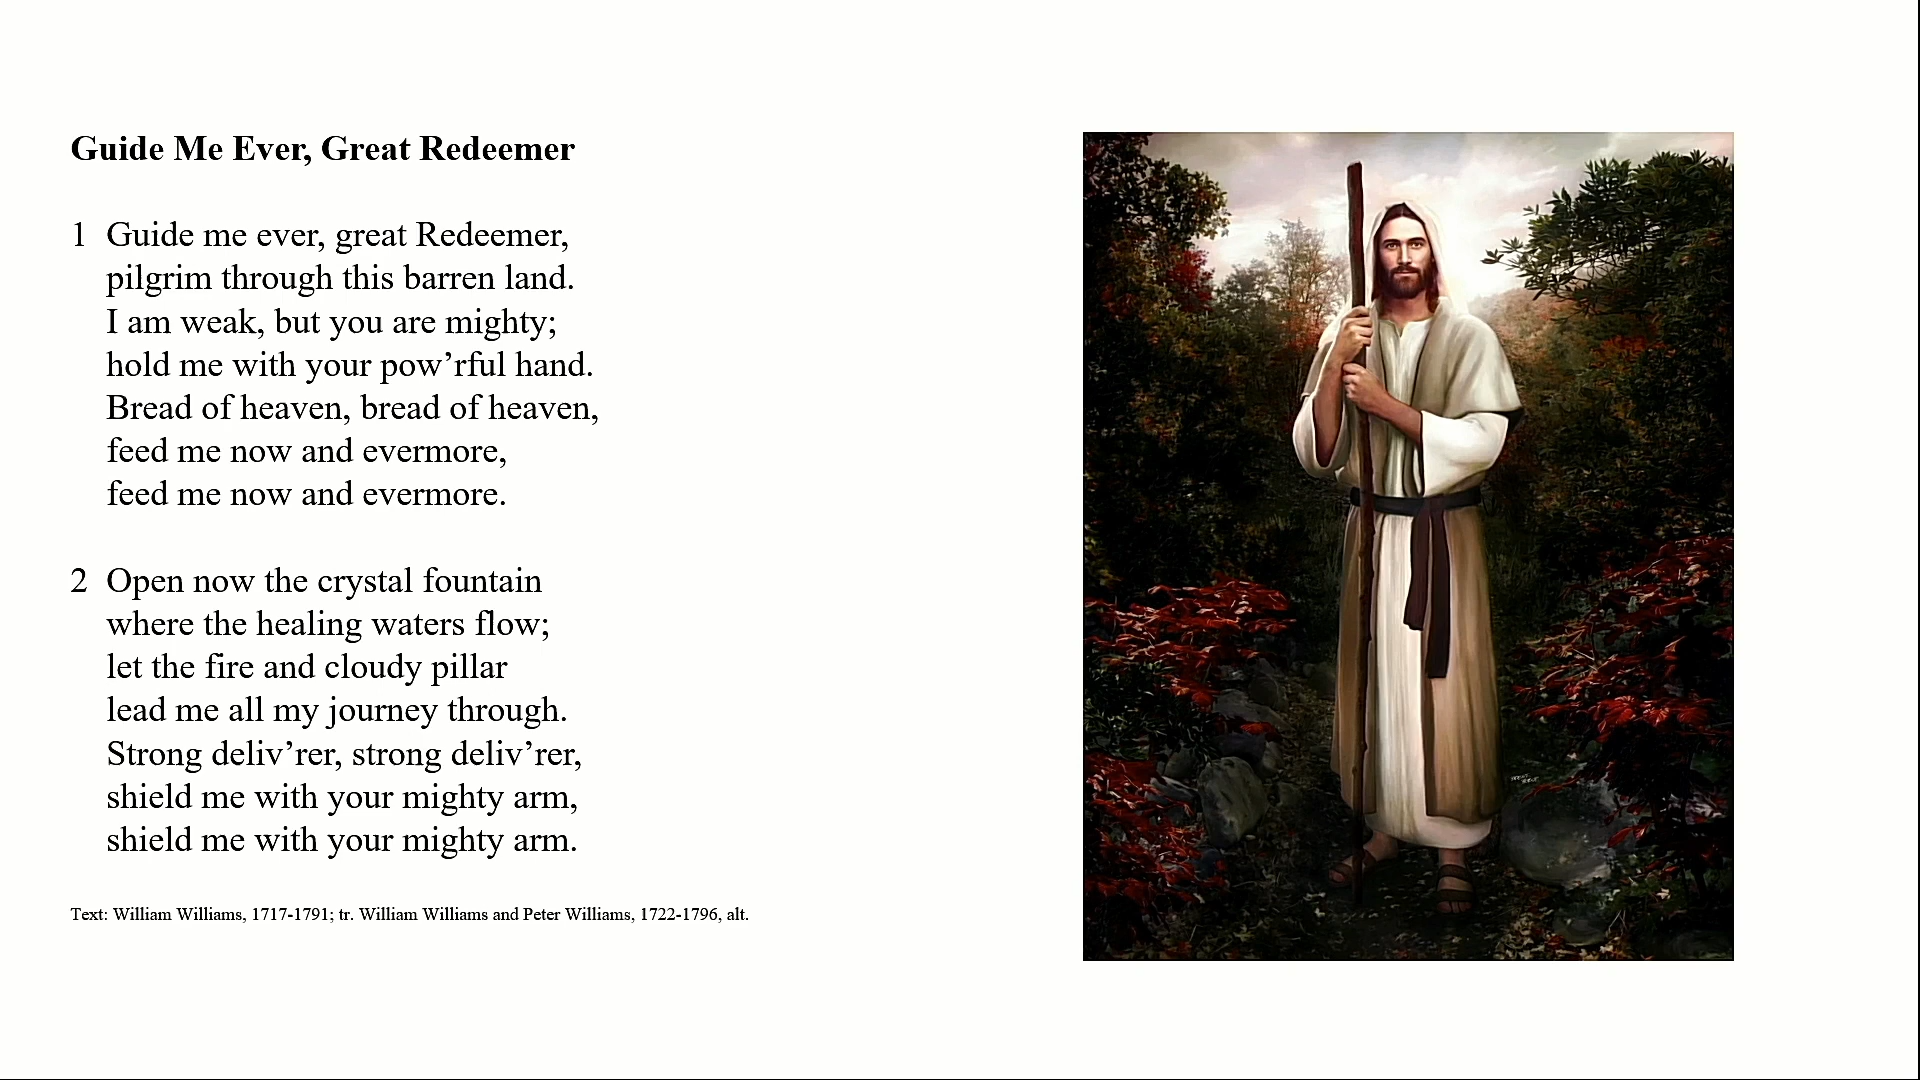 Guide Me Ever, Great Redeemer
1 Guide me ever, great Redeemer,
pilgrim through this barren land.
I am weak, but you are mighty;
hold me with your pow’rful hand.
Bread of heaven, bread of heaven,
feed me now and evermore,
feed me now and evermore.
2 Open now the crystal fountain
where the healing waters flow;
let the fire and cloudy pillar
lead me all my journey through.
Strong deliv’rer, strong deliv’rer,
shield me with your mighty arm,
shield me with your mighty arm.
Text: William Williams, 1717-1791; tr. William Williams and Peter Williams, 1722-1796, alt.